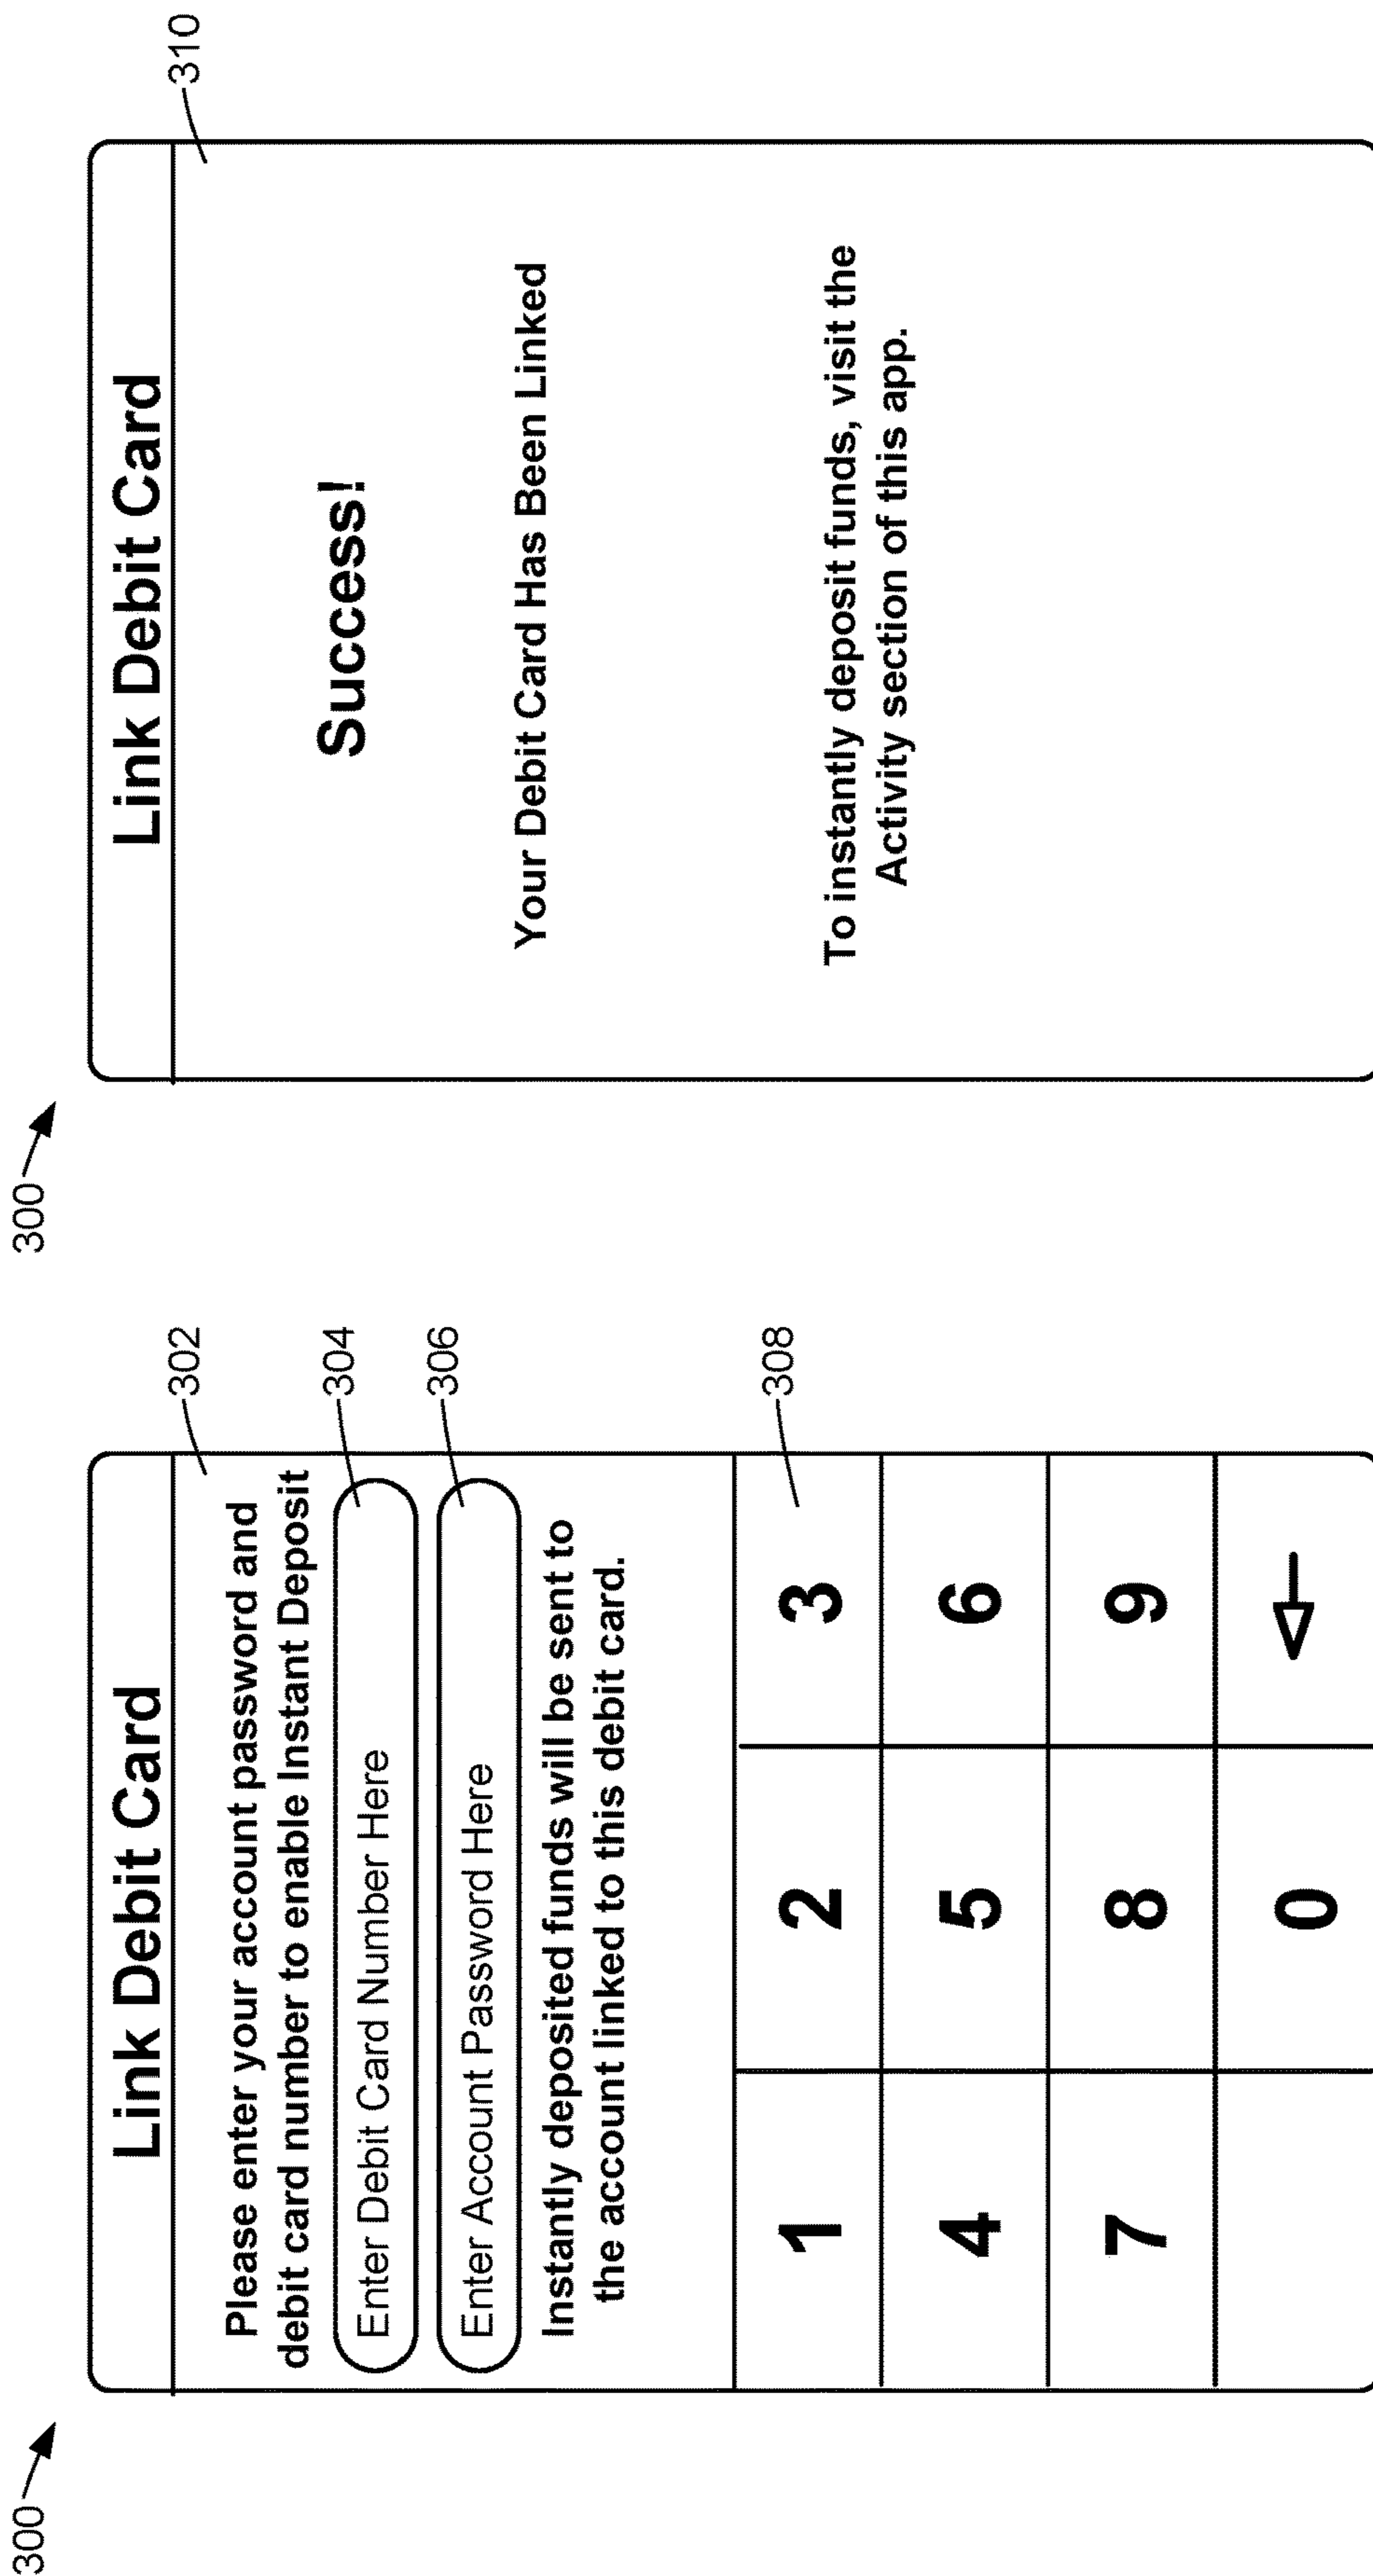 300
Link Debit Card
302
Please enter your account password and
debit card number to enable Instant Deposit
304
Enter Debit Card Number Here
306
Enter Account Password Here
Instantly deposited funds will be sent to
the account linked to this debit card.
308
1 2 3
4 5 6
7 8 9
0
300
Link Debit Card
310
Success!
Your Debit Card Has Been Linked
To instantly deposit funds, visit the
Activity section of this app.